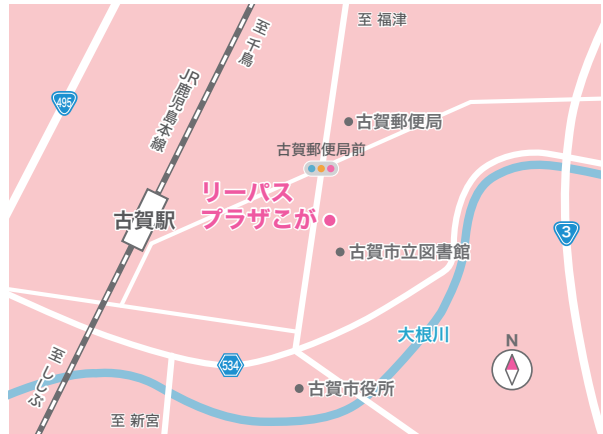 至 福津
至 千鳥
495
JR鹿児島本線
古賀郵便局
古賀郵便局前
リーパス
プラザこが
古賀駅
3
古賀市立図書館
大根川
N
至 ししぶ
534
古賀市役所
至 新宮